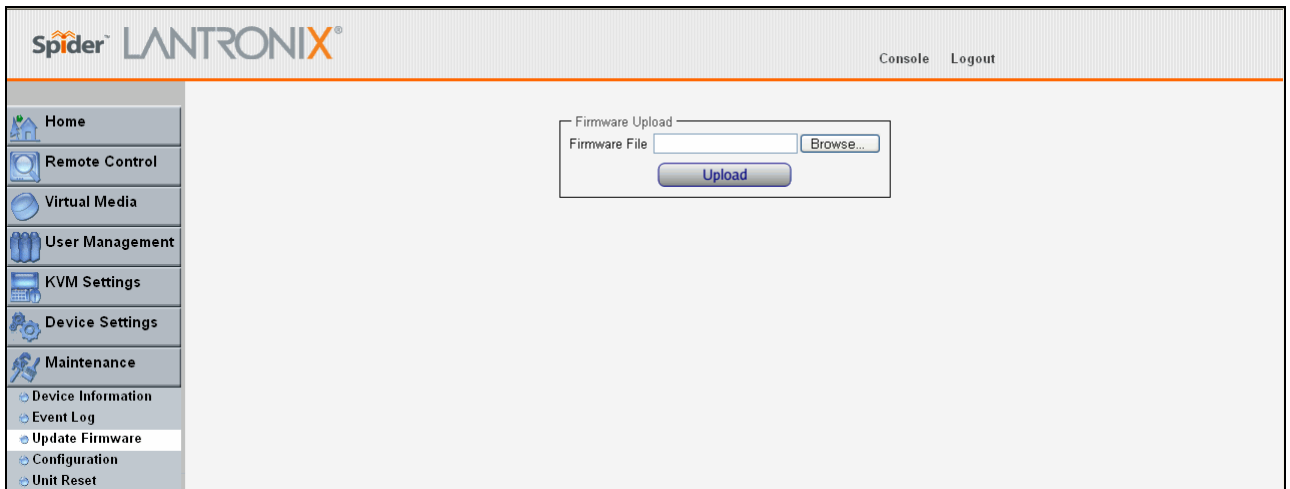 Spider™ LANTRONIX®
Console Logout
Home
Remote Control
Virtual Media
User Management
KVM Settings
Device Settings
Maintenance
Device Information
Event Log
Update Firmware
Configuration
Unit Reset
Firmware Upload
Firmware File Browse...
Upload